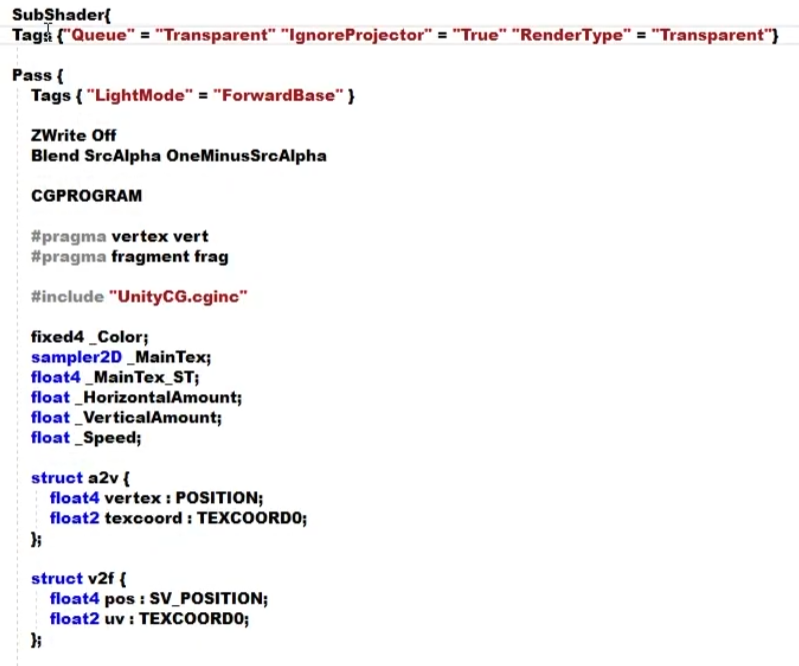 SubShader{
Tags {"Queue" = "Transparent" "IgnoreProjector" = "True" "RenderType" = "Transparent"}
Pass {
Tags { "LightMode" = "ForwardBase" }
ZWrite Off
Blend SrcAlpha OneMinusSrcAlpha
CGPROGRAM
#pragma vertex vert
#pragma fragment frag
#include "UnityCG.cginc"
fixed4 _Color;
sampler2D _MainTex;
float4 _MainTex_ST;
float _HorizontalAmount;
float _VerticalAmount;
float _Speed;
struct a2v {
float4 vertex : POSITION;
float2 texcoord : TEXCOORD0;
};
struct v2f {
float4 pos : SV_POSITION;
float2 uv : TEXCOORD0;
};